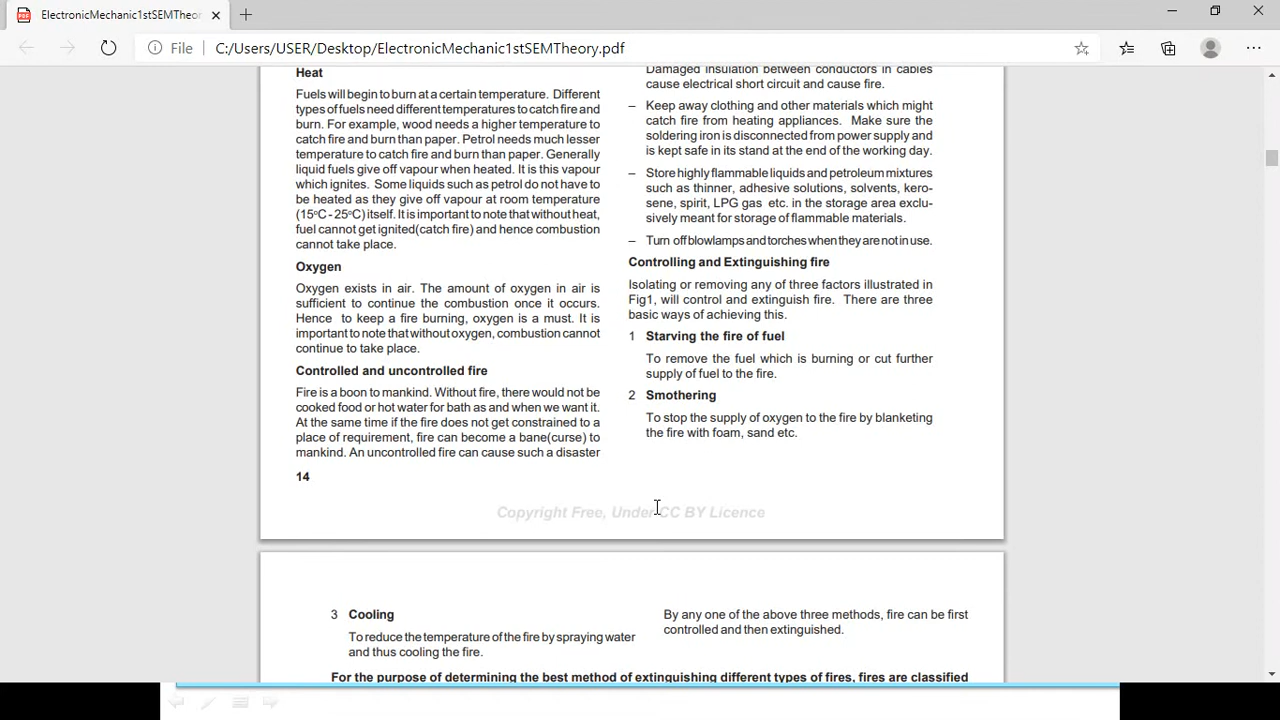 ElectronicMechanic1stSEMTheor
File
C:/Users/USER/Desktop/ElectronicMechanic1stSEMTheory.pdf
Heat
Fuels will begin to burn at a certain temperature. Different
types of fuels need different temperatures to catch fire and
burn. For example, wood needs a higher temperature to
catch fire and burn than paper. Petrol needs much lesser
temperature to catch fire and burn than paper. Generally
liquid fuels give off vapour when heated. It is this vapour
which ignites. Some liquids such as petrol do not have to
be heated as they give off vapour at room temperature
(15°C - 25°C) itself. It is important to note that without heat,
fuel cannot get ignited(catch fire) and hence combustion
cannot take place.
Oxygen
Oxygen exists in air. The amount of oxygen in air is
sufficient to continue the combustion once it occurs.
Hence to keep a fire burning, oxygen is a must. It is
important to note that without oxygen, combustion cannot
continue to take place.
Controlled and uncontrolled fire
Fire is a boon to mankind. Without fire, there would not be
cooked food or hot water for bath as and when we want it.
At the same time if the fire does not get constrained to a
place of requirement, fire can become a bane(curse) to
mankind. An uncontrolled fire can cause such a disaster
14
Damaged insulation between conductors in cables
cause electrical short circuit and cause fire.
– Keep away clothing and other materials which might
catch fire from heating appliances. Make sure the
soldering iron is disconnected from power supply and
is kept safe in its stand at the end of the working day.
– Store highly flammable liquids and petroleum mixtures
such as thinner, adhesive solutions, solvents, kero-
sene, spirit, LPG gas etc. in the storage area exclu-
sively meant for storage of flammable materials.
– Turn off blowlamps and torches when they are not in use.
Controlling and Extinguishing fire
Isolating or removing any of three factors illustrated in
Fig1, will control and extinguish fire. There are three
basic ways of achieving this.
1 Starving the fire of fuel
To remove the fuel which is burning or cut further
supply of fuel to the fire.
2 Smothering
To stop the supply of oxygen to the fire by blanketing
the fire with foam, sand etc.
Copyright Free, Under CC BY Licence
3 Cooling
To reduce the temperature of the fire by spraying water
and thus cooling the fire.
By any one of the above three methods, fire can be first
controlled and then extinguished.
For the purpose of determining the best method of extinguishing different types of fires, fires are classified